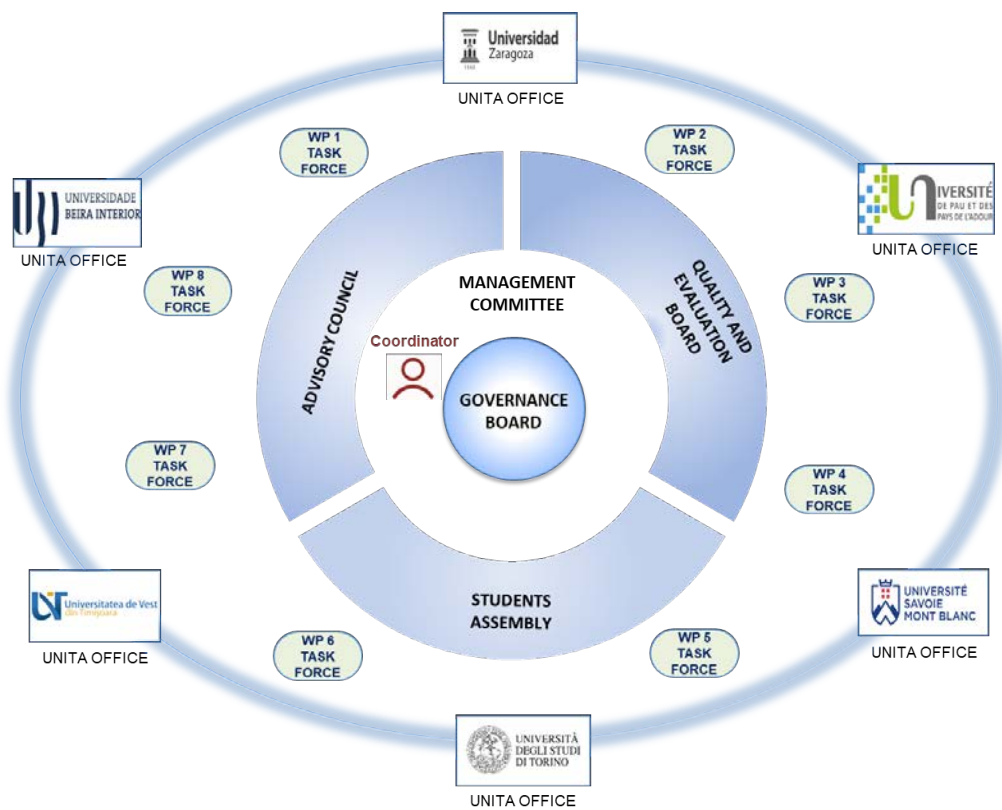 Universidad
Zaragoza
1542
UNITA OFFICE
WP 1
TASK
FORCE
WP 2
TASK
FORCE
UNIVERSIDADE
BEIRA INTERIOR
UNITA OFFICE
UNIVERSITÉ
DE PAU ET DES
PAYS DE L'ADOUR
UNITA OFFICE
WP 8
TASK
FORCE
WP 3
TASK
FORCE
ADVISORY COUNCIL
MANAGEMENT
COMMITTEE
QUALITY AND
EVALUATION
BOARD
Coordinator
GOVERNANCE
BOARD
WP 7
TASK
FORCE
WP 4
TASK
FORCE
UVT
Universitatea de Vest
din Timișoara
UNITA OFFICE
UNIVERSITÉ
SAVOIE
MONT BLANC
UNITA OFFICE
STUDENTS
ASSEMBLY
WP 6
TASK
FORCE
WP 5
TASK
FORCE
UNIVERSITÀ
DEGLI STUDI
DI TORINO
UNITA OFFICE